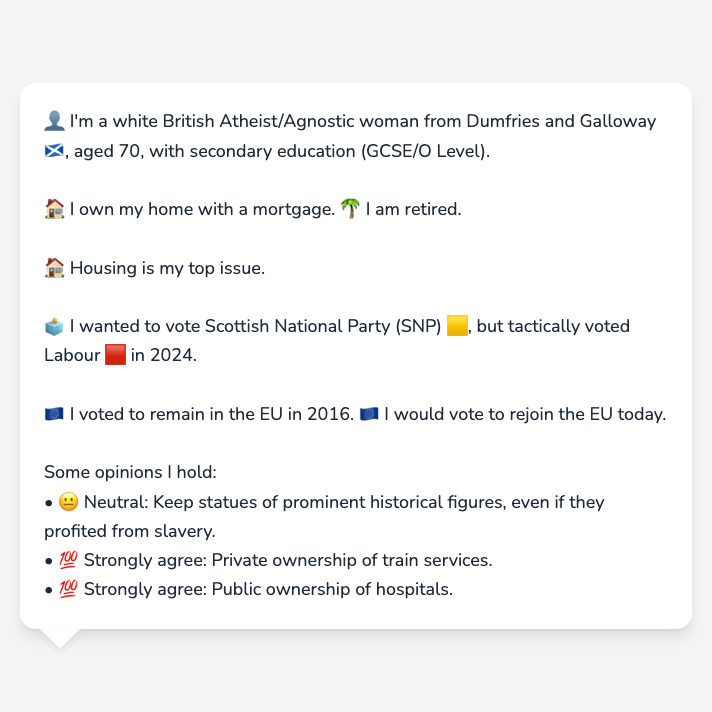 👤 I'm a white British Atheist/Agnostic woman from Dumfries and Galloway
🏴󠁧󠁢󠁳󠁣󠁴󠁿, aged 70, with secondary education (GCSE/O Level).
🏠 I own my home with a mortgage. 🌴 I am retired.
🏠 Housing is my top issue.
🗳️ I wanted to vote Scottish National Party (SNP) 🟨, but tactically voted
Labour 🟥 in 2024.
🇪🇺 I voted to remain in the EU in 2016. 🇪🇺 I would vote to rejoin the EU today.
Some opinions I hold:
• 😐 Neutral: Keep statues of prominent historical figures, even if they
profited from slavery.
• 💯 Strongly agree: Private ownership of train services.
• 💯 Strongly agree: Public ownership of hospitals.